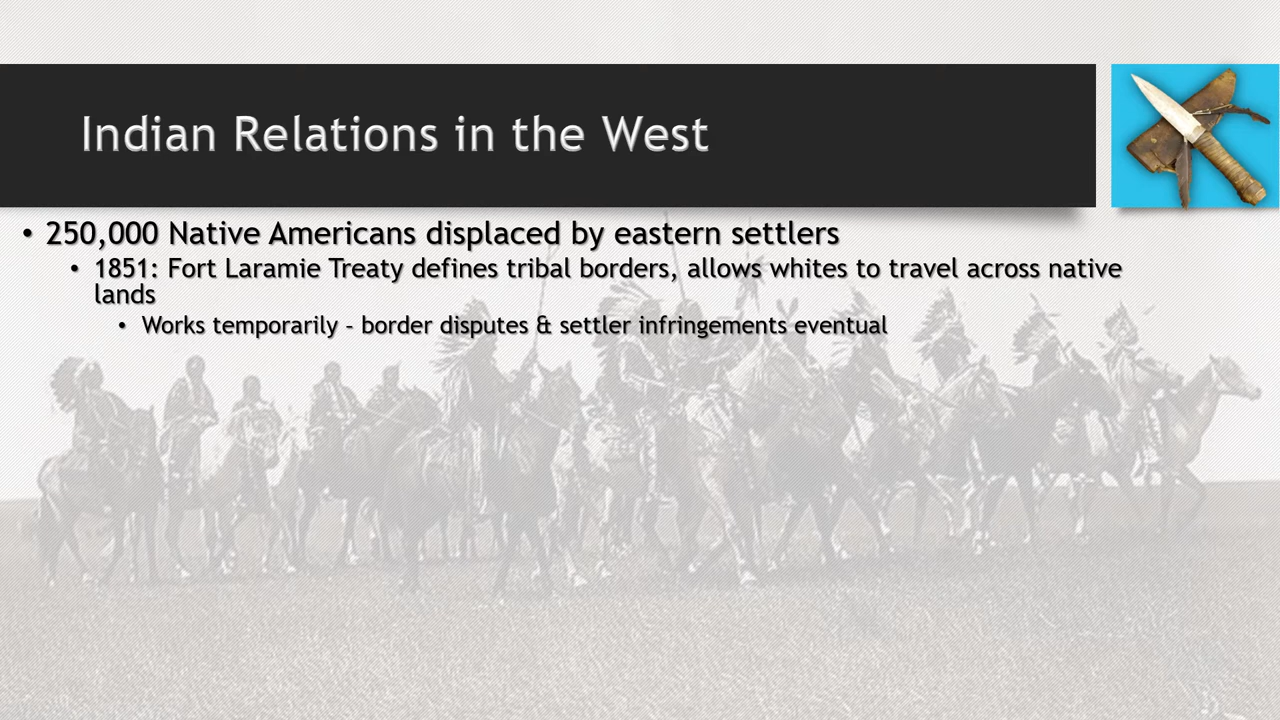 Indian Relations in the West
• 250,000 Native Americans displaced by eastern settlers
• 1851: Fort Laramie Treaty defines tribal borders, allows whites to travel across native
lands
• Works temporarily – border disputes & settler infringements eventual